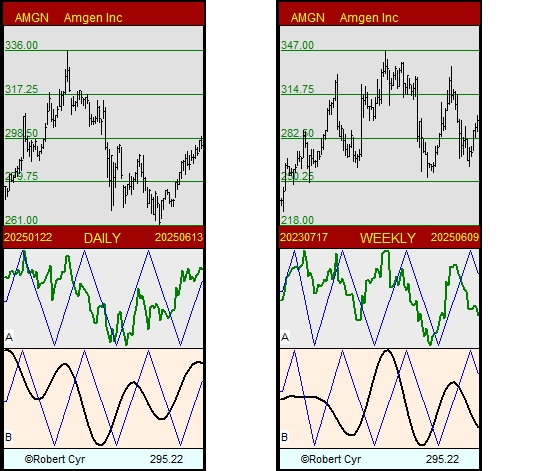 AMGN Amgen Inc
336.00
317.25
298.50
279.75
261.00
20250122 DAILY 20250613
A
B
©Robert Cyr 295.22
AMGN Amgen Inc
347.00
314.75
282.50
250.25
218.00
20230717 WEEKLY 20250609
A
B
©Robert Cyr 295.22